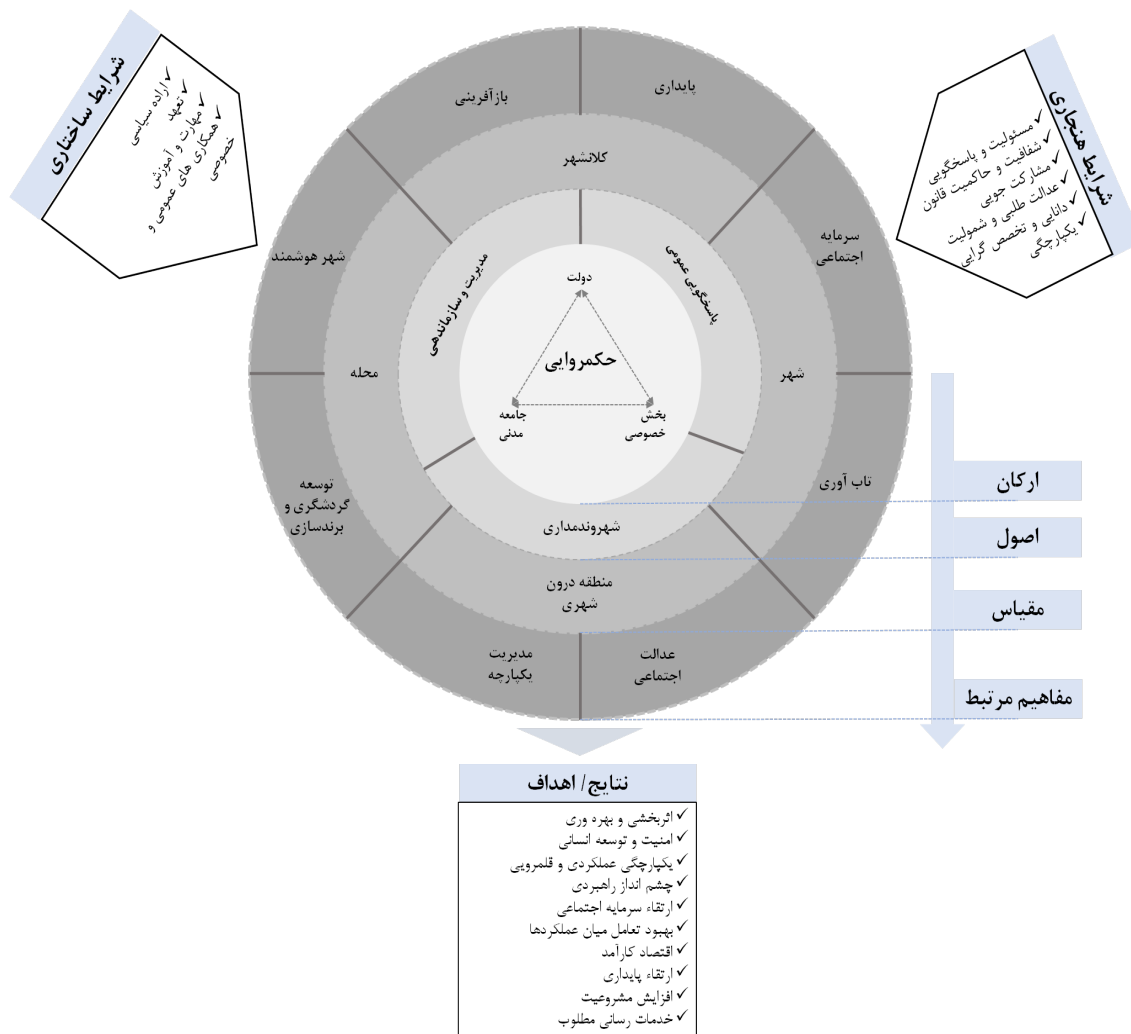 شرایط ساختاری
✓ اراده سیاسی
✓ تعهد
✓ مهارت و آموزش
✓ همکاری های عمومی و
خصوصی
شرایط هنجاری
✓ مسئولیت و پاسخگویی
✓ شفافیت و حاکمیت قانون
✓ مشارکت جویی
✓ عدالت طلبی و شمولیت
✓ دانایی و تخصص گرایی
✓ یکپارچگی
پایداری
بازآفرینی
کلانشهر
سرمایه
اجتماعی
شهر هوشمند
پاسخگویی عمومی
مدیریت و سازماندهی
دولت
حکمروایی
شهر
محله
بخش
خصوصی
جامعه
مدنی
تاب آوری
توسعه
گردشگری و
برندسازی
شهروندمداری
منطقه درون
شهری
عدالت
اجتماعی
مدیریت
یکپارچه
ارکان
اصول
مقیاس
مفاهیم مرتبط
نتایج/ اهداف
✓ اثربخشی و بهره وری
✓ امنیت و توسعه انسانی
✓ یکپارچگی عملکردی و قلمرویی
✓ چشم انداز راهبردی
✓ ارتقاء سرمایه اجتماعی
✓ بهبود تعامل میان عملکردها
✓ اقتصاد کارآمد
✓ ارتقاء پایداری
✓ افزایش مشروعیت
✓ خدمات رسانی مطلوب